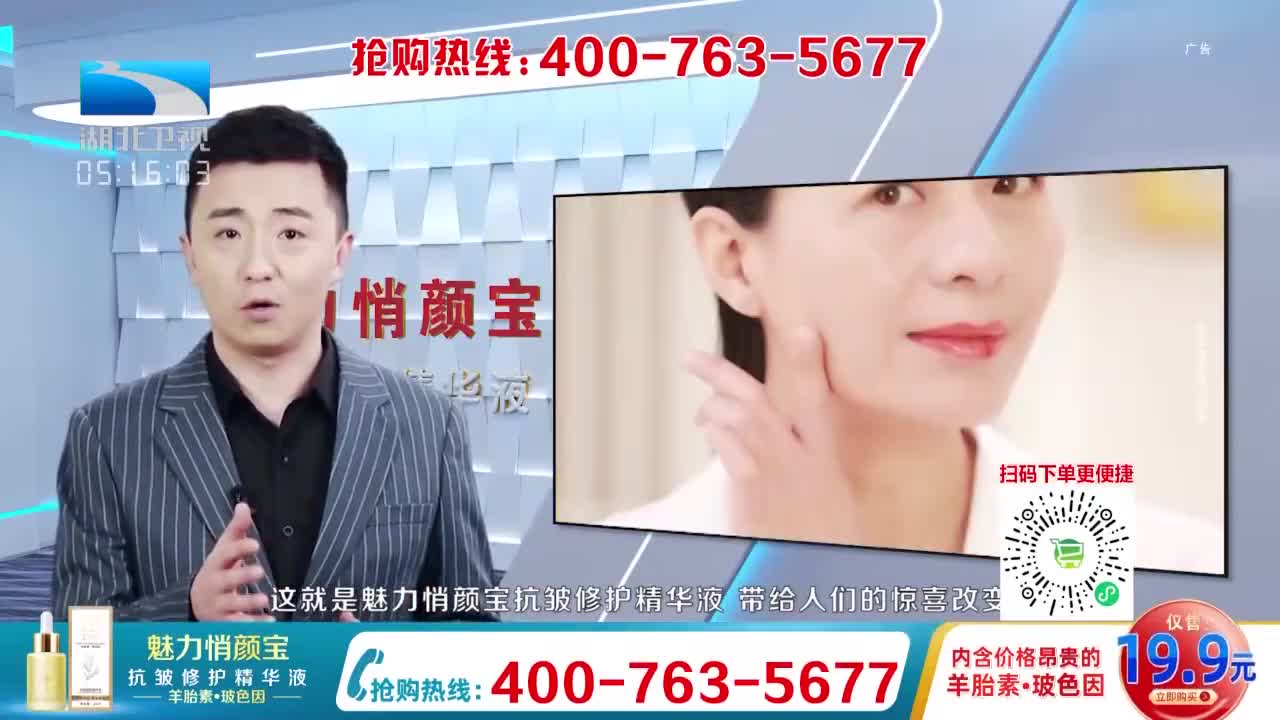 抢购热线:400-763-5677
广告
湖北卫视
05:16:03
力悄颜宝
精华液
扫码下单更便捷
这就是魅力悄颜宝抗皱修护精华液 带给人们的惊喜改变
魅力悄颜宝
抗皱修护精华液
羊胎素·玻色因
抢购热线:400-763-5677
内含价格昂贵的
羊胎素·玻色因
仅售
19.9元
立即购买